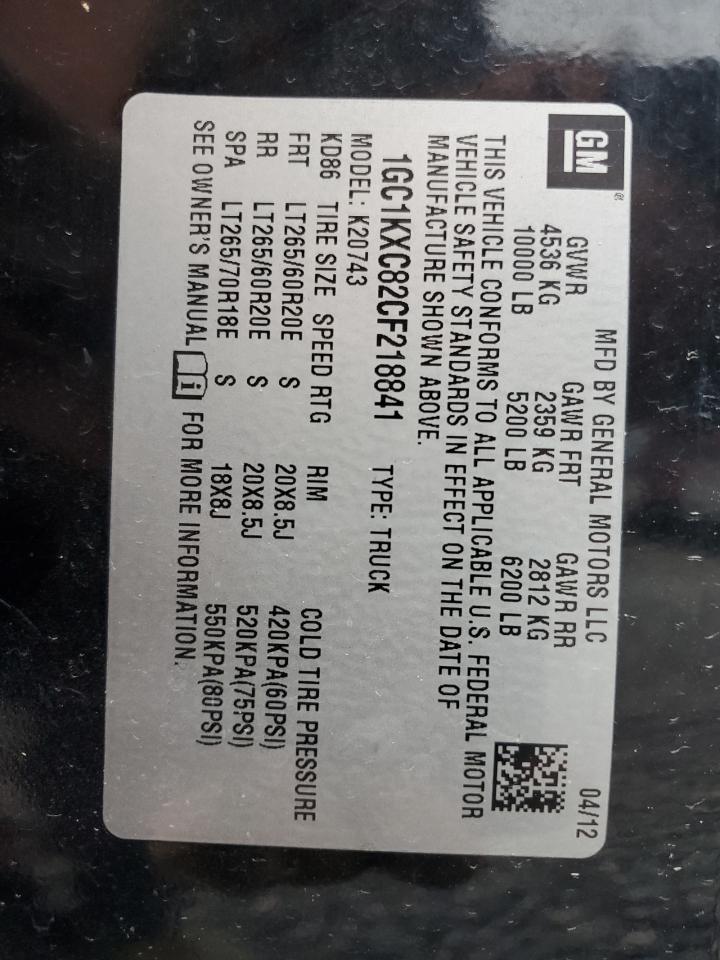 GM
MFD BY GENERAL MOTORS LLC 04/12
GVWR GAWR FRT GAWR RR
4536 KG 2359 KG 2812 KG
10000 LB 5200 LB 6200 LB
THIS VEHICLE CONFORMS TO ALL APPLICABLE U.S. FEDERAL MOTOR
VEHICLE SAFETY STANDARDS IN EFFECT ON THE DATE OF
MANUFACTURE SHOWN ABOVE.
1GC1KXC82CF218841 TYPE: TRUCK
MODEL: K20743
KD86 TIRE SIZE SPEED RTG RIM COLD TIRE PRESSURE
FRT LT265/60R20E S 20X8.5J 420KPA(60PSI)
RR LT265/60R20E S 20X8.5J 520KPA(75PSI)
SPA LT265/70R18E S 18X8J 550KPA(80PSI)
SEE OWNER'S MANUAL FOR MORE INFORMATION.